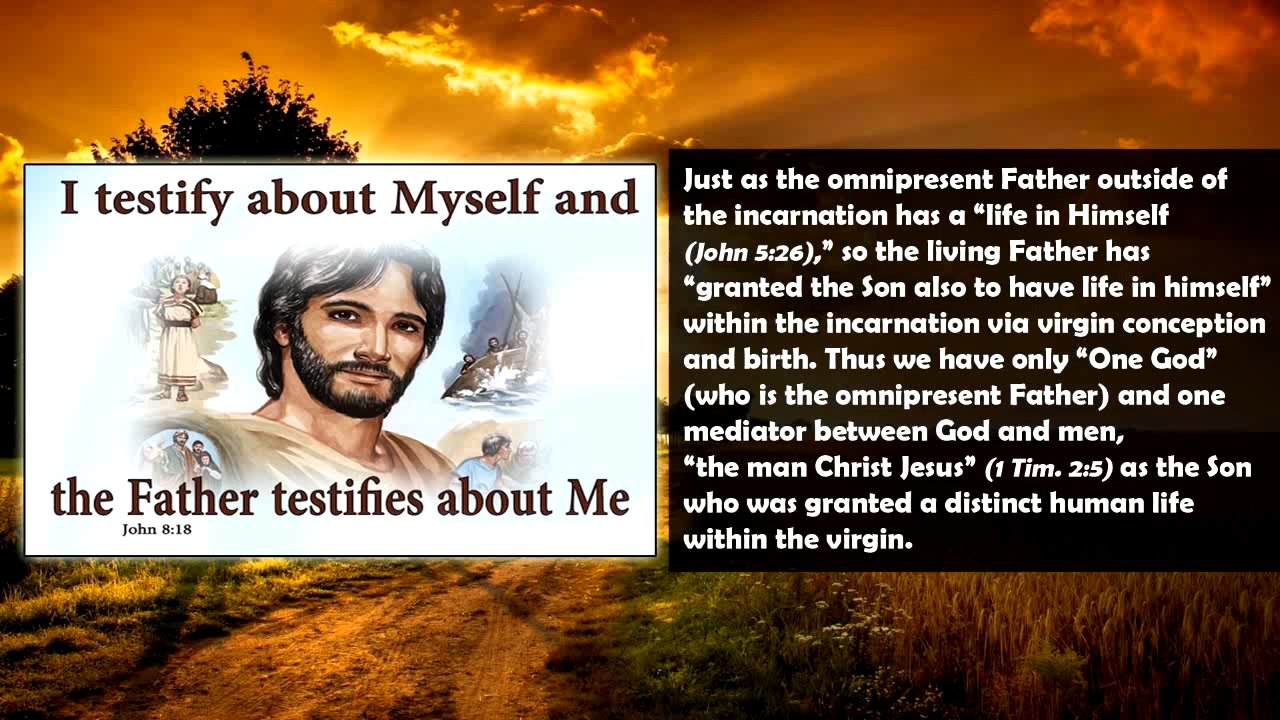 I testify about Myself and
the Father testifies about Me
John 8:18
Just as the omnipresent Father outside of
the incarnation has a “life in Himself
(John 5:26),” so the living Father has
“granted the Son also to have life in himself”
within the incarnation via virgin conception
and birth. Thus we have only “One God”
(who is the omnipresent Father) and one
mediator between God and men,
“the man Christ Jesus” (1 Tim. 2:5) as the Son
who was granted a distinct human life
within the virgin.